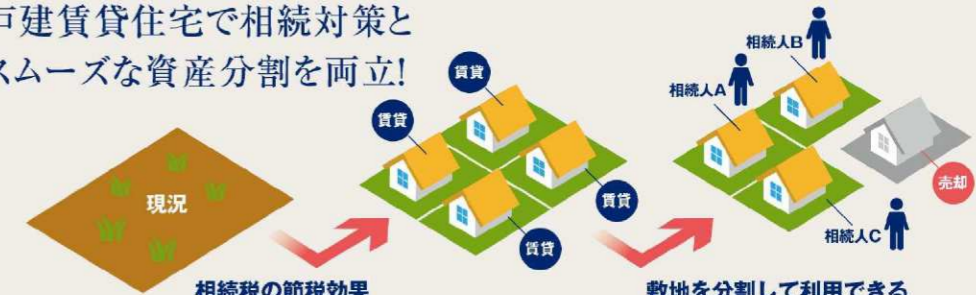 戸建賃貸住宅で相続対策と
スムーズな資産分割を両立!
現況
賃貸
賃貸
賃貸
賃貸
相続税の節税効果
相続人A
相続人B
相続人C
売却
敷地を分割して利用できる